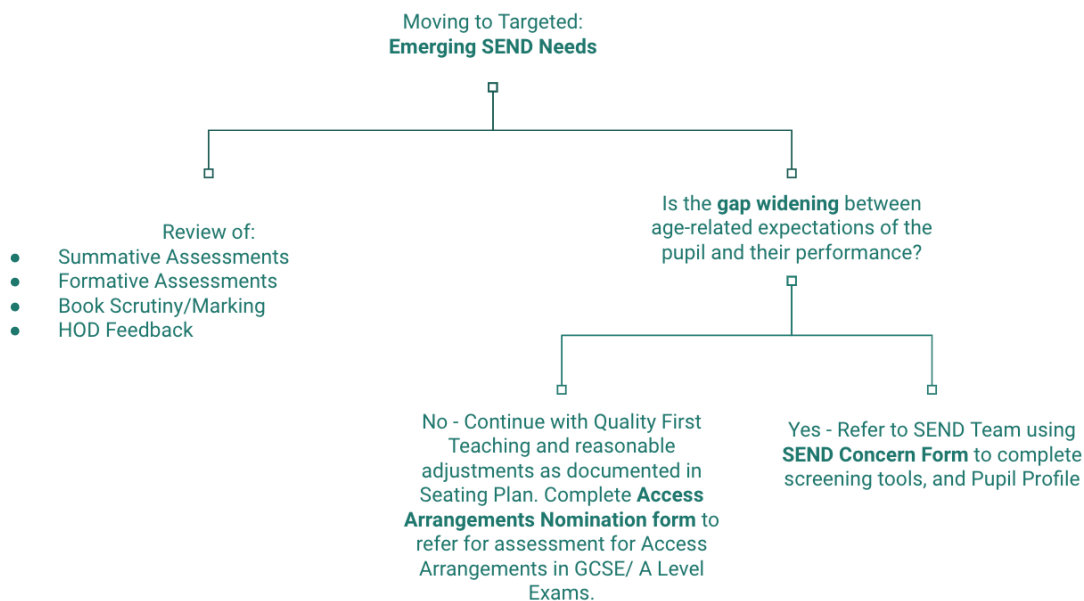 Moving to Targeted:
Emerging SEND Needs
Review of:
● Summative Assessments
● Formative Assessments
● Book Scrutiny/Marking
● HOD Feedback
Is the gap widening between
age-related expectations of the
pupil and their performance?
No - Continue with Quality First
Teaching and reasonable
adjustments as documented in
Seating Plan. Complete Access
Arrangements Nomination form to
refer for assessment for Access
Arrangements in GCSE/ A Level
Exams.
Yes - Refer to SEND Team using
SEND Concern Form to complete
screening tools, and Pupil Profile